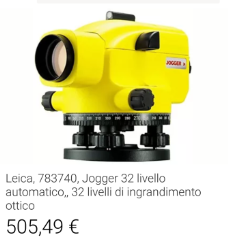 JOGGER
Leica, 783740, Jogger 32 livello
automatico,, 32 livelli di ingrandimento
ottico
505,49 €